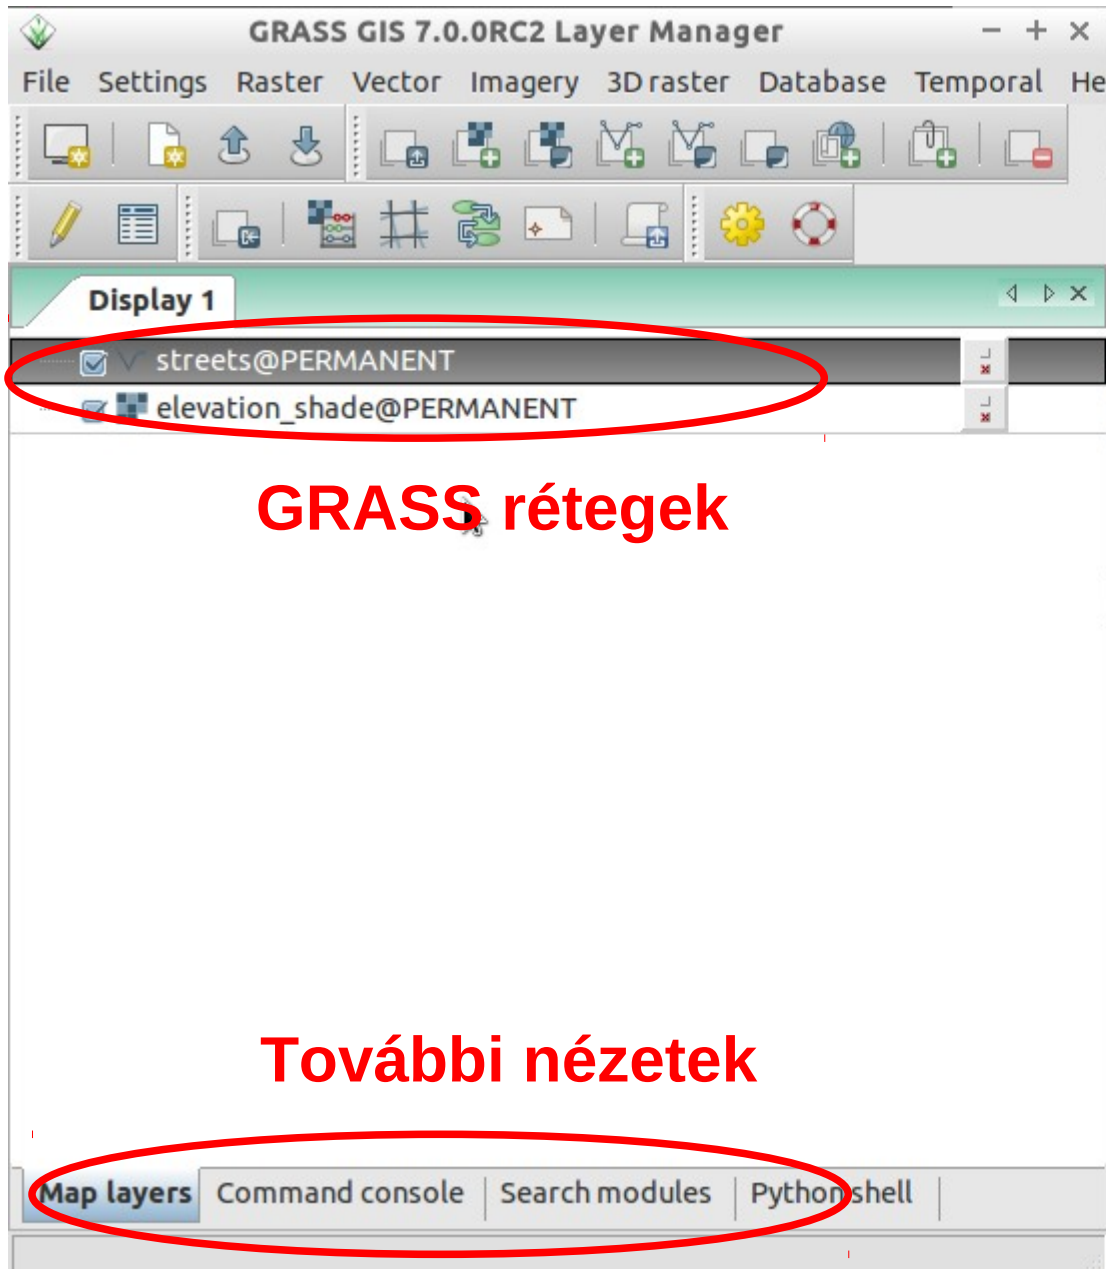 GRASS GIS 7.0.0RC2 Layer Manager
File Settings Raster Vector Imagery 3D raster Database Temporal He
Display 1
streets@PERMANENT
elevation_shade@PERMANENT
GRASS rétegek
További nézetek
Map layers Command console Search modules Python shell